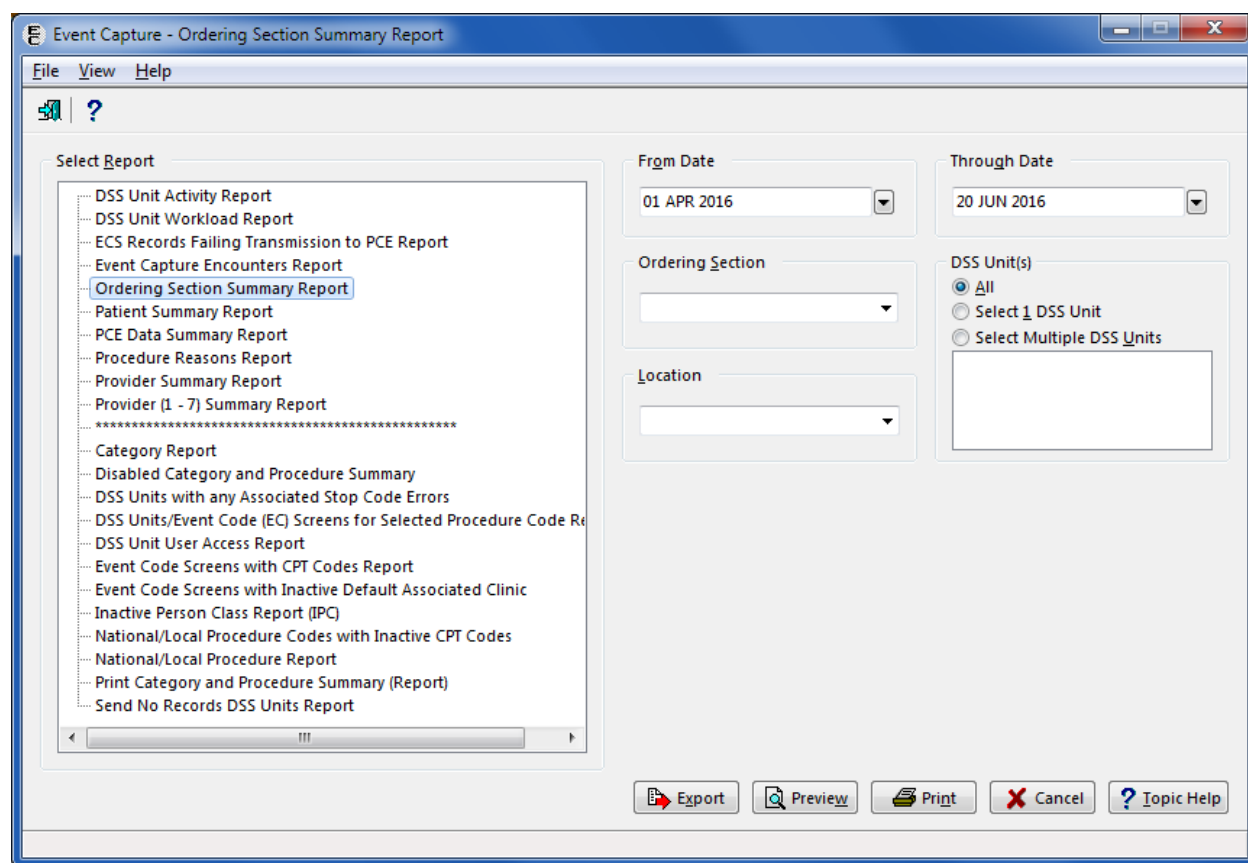 Event Capture - Ordering Section Summary Report
File View Help
Select Report
DSS Unit Activity Report
DSS Unit Workload Report
ECS Records Failing Transmission to PCE Report
Event Capture Encounters Report
Ordering Section Summary Report
Patient Summary Report
PCE Data Summary Report
Procedure Reasons Report
Provider Summary Report
Provider (1 - 7) Summary Report
**************************************************
Category Report
Disabled Category and Procedure Summary
DSS Units with any Associated Stop Code Errors
DSS Units/Event Code (EC) Screens for Selected Procedure Code Re
DSS Unit User Access Report
Event Code Screens with CPT Codes Report
Event Code Screens with Inactive Default Associated Clinic
Inactive Person Class Report (IPC)
National/Local Procedure Codes with Inactive CPT Codes
National/Local Procedure Report
Print Category and Procedure Summary (Report)
Send No Records DSS Units Report
From Date
01 APR 2016
Through Date
20 JUN 2016
Ordering Section
DSS Unit(s)
All
Select 1 DSS Unit
Select Multiple DSS Units
Location
Export Preview Print Cancel Topic Help